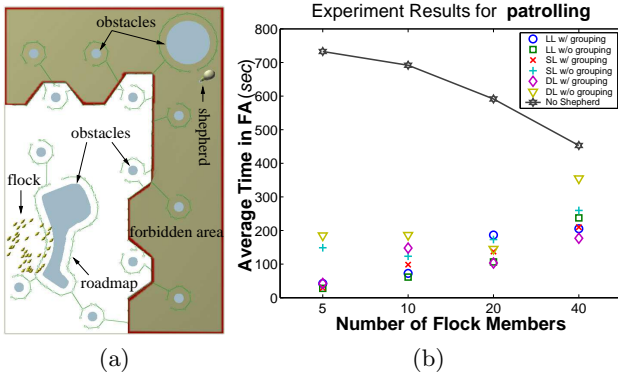 obstacles
shepherd
obstacles
flock
forbidden area
roadmap
(a)
Experiment Results for patrolling
LL w/ grouping
LL w/o grouping
SL w/ grouping
SL w/o grouping
DL w/ grouping
DL w/o grouping
No Shepherd
Average Time in FA(sec)
800
700
600
500
400
300
200
100
0
5
10
20
40
Number of Flock Members
(b)